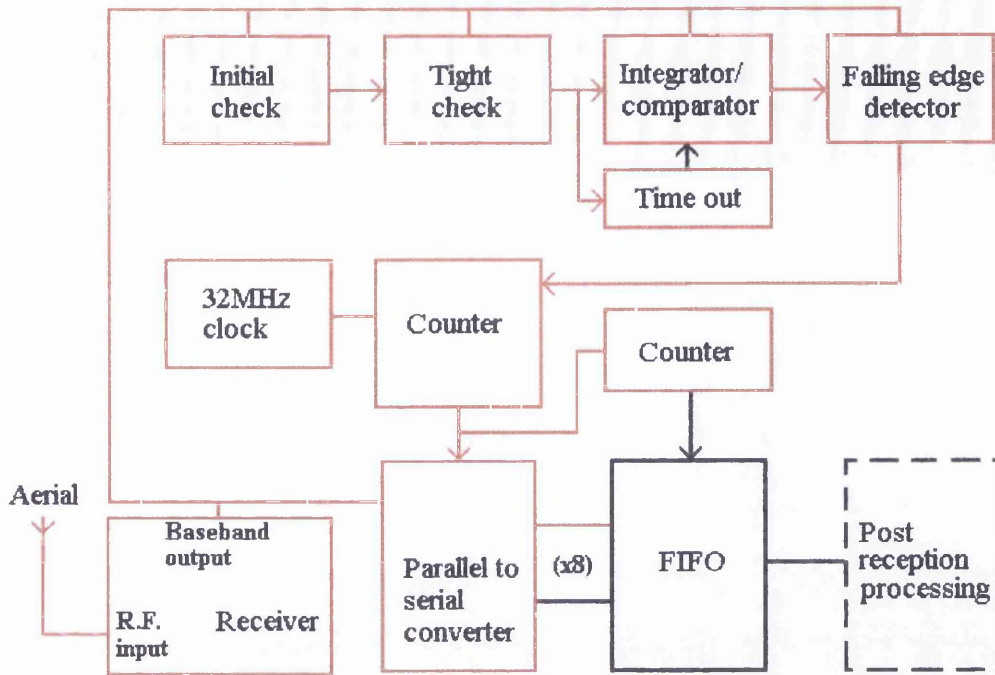 Initial
check
Tight
check
Integrator/
comparator
Falling edge
detector
Time out
32MHz
clock
Counter
Counter
Aerial
Baseband
output
R.F.
input
Receiver
Parallel to
serial
converter
(x8)
FIFO
Post
reception
processing